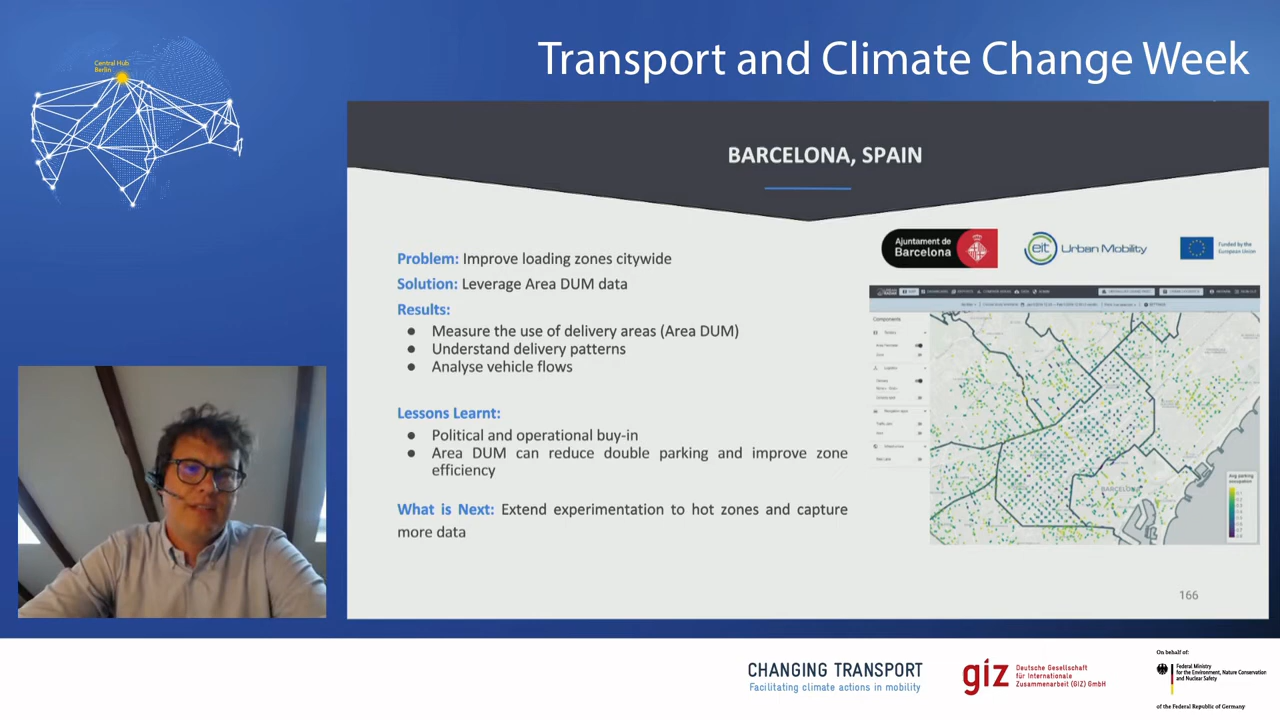 Central Hub
Berlin
Transport and Climate Change Week
BARCELONA, SPAIN
Problem: Improve loading zones citywide
Solution: Leverage Area DUM data
Results:
● Measure the use of delivery areas (Area DUM)
● Understand delivery patterns
● Analyse vehicle flows
Lessons Learnt:
● Political and operational buy-in
● Area DUM can reduce double parking and improve zone
efficiency
What is Next: Extend experimentation to hot zones and capture
more data
Ajuntament de
Barcelona
eit Urban Mobility
Funded by the
European Union
Components
BARCELONA
Avg parking
occupation
166
CHANGING TRANSPORT
Facilitating climate actions in mobility
giz Deutsche Gesellschaft
für Internationale
Zusammenarbeit (GIZ) GmbH
On behalf of:
Federal Ministry
for the Environment, Nature Conservation
and Nuclear Safety
of the Federal Republic of Germany